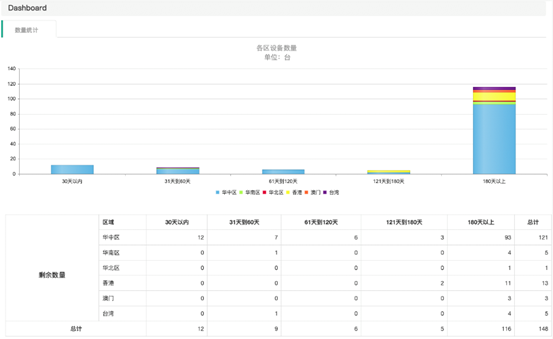 Dashboard
数量统计
各区设备数量
单位：台
140
120
100
80
60
40
20
0
30天以内 31天到60天 61天到120天 121天到180天 180天以上
华中区 华南区 华北区 香港 澳门 台湾
区域 30天以内 31天到60天 61天到120天 121天到180天 180天以上 总计
剩余数量
华中区 12 7 6 3 93 121
华南区 0 1 0 0 4 5
华北区 0 0 0 0 1 1
香港 0 0 0 2 11 13
澳门 0 0 0 0 3 3
台湾 0 1 0 0 4 5
总计 12 9 6 5 116 148